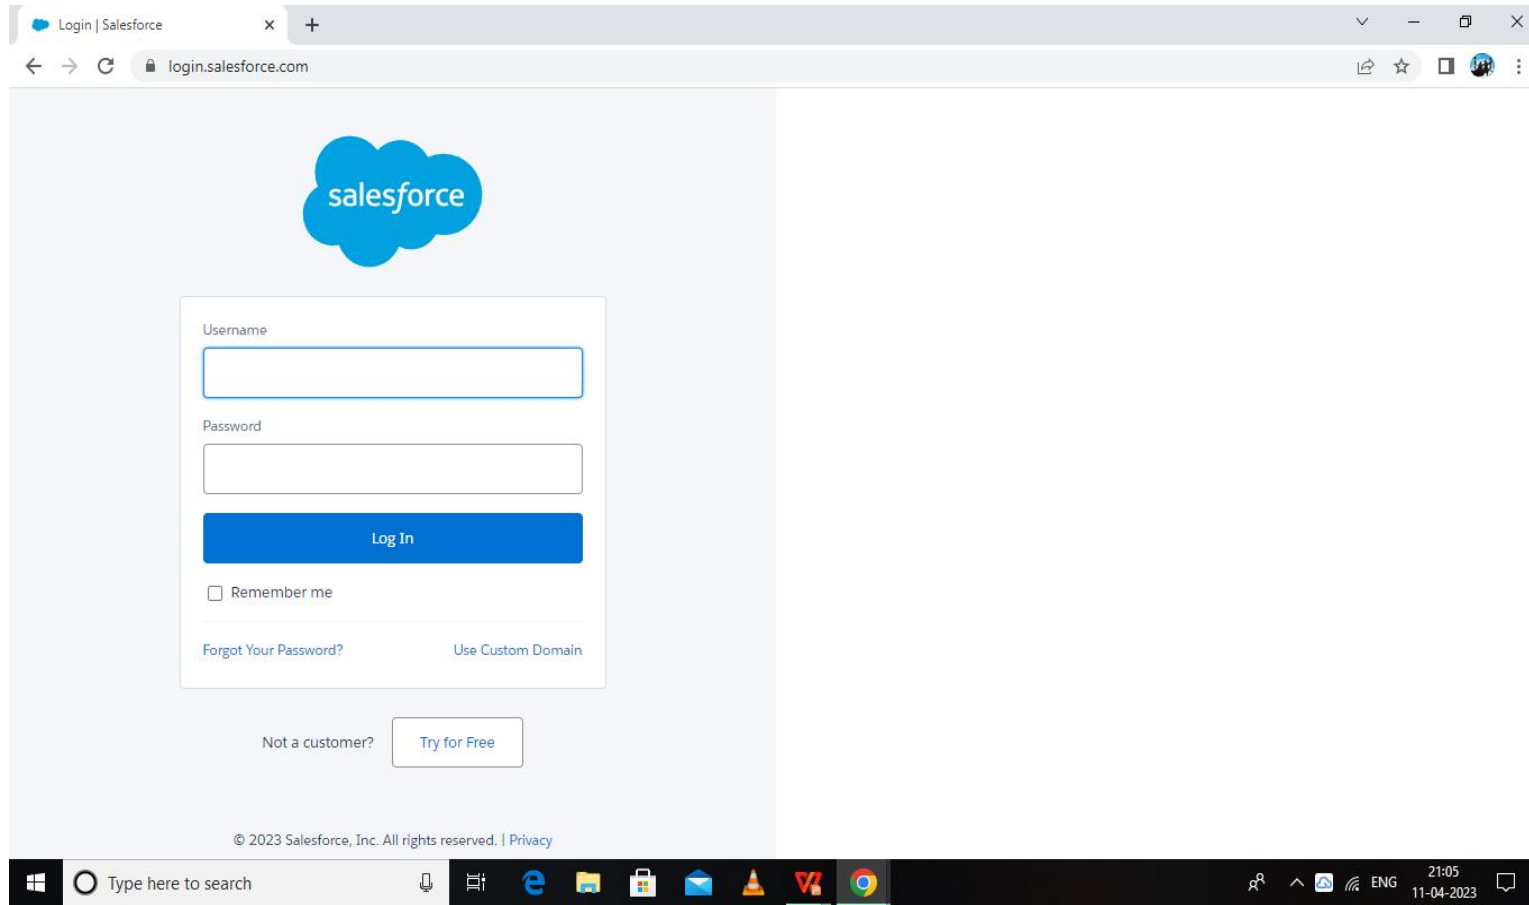 Login | Salesforce
login.salesforce.com
salesforce
Username
Password
Log In
Remember me
Forgot Your Password? Use Custom Domain
Not a customer? Try for Free
© 2023 Salesforce, Inc. All rights reserved. | Privacy
Type here to search
ENG
21:05
11-04-2023